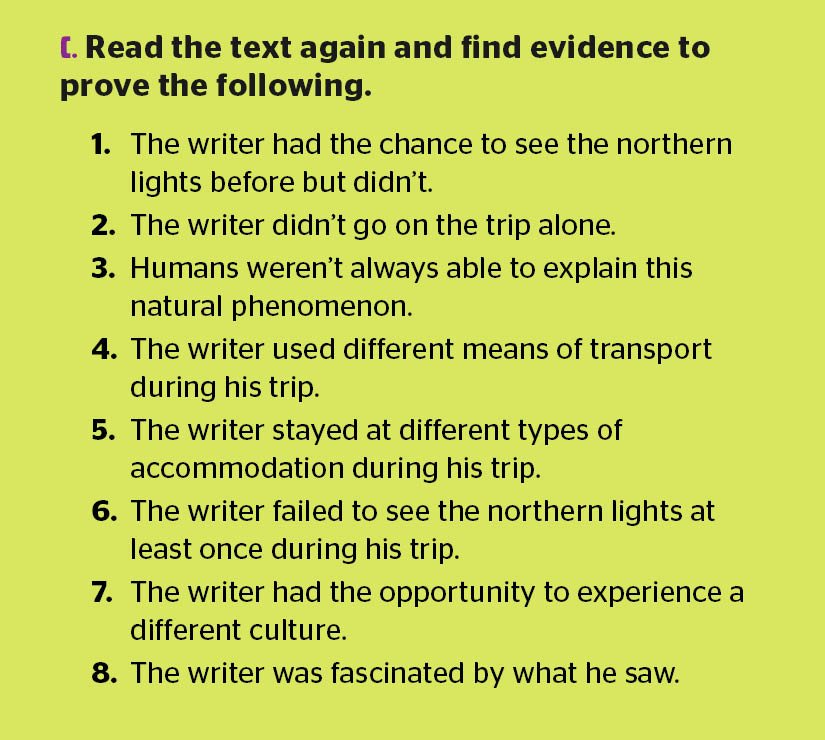 C. Read the text again and find evidence to
prove the following.
1. The writer had the chance to see the northern
lights before but didn’t.
2. The writer didn’t go on the trip alone.
3. Humans weren’t always able to explain this
natural phenomenon.
4. The writer used different means of transport
during his trip.
5. The writer stayed at different types of
accommodation during his trip.
6. The writer failed to see the northern lights at
least once during his trip.
7. The writer had the opportunity to experience a
different culture.
8. The writer was fascinated by what he saw.